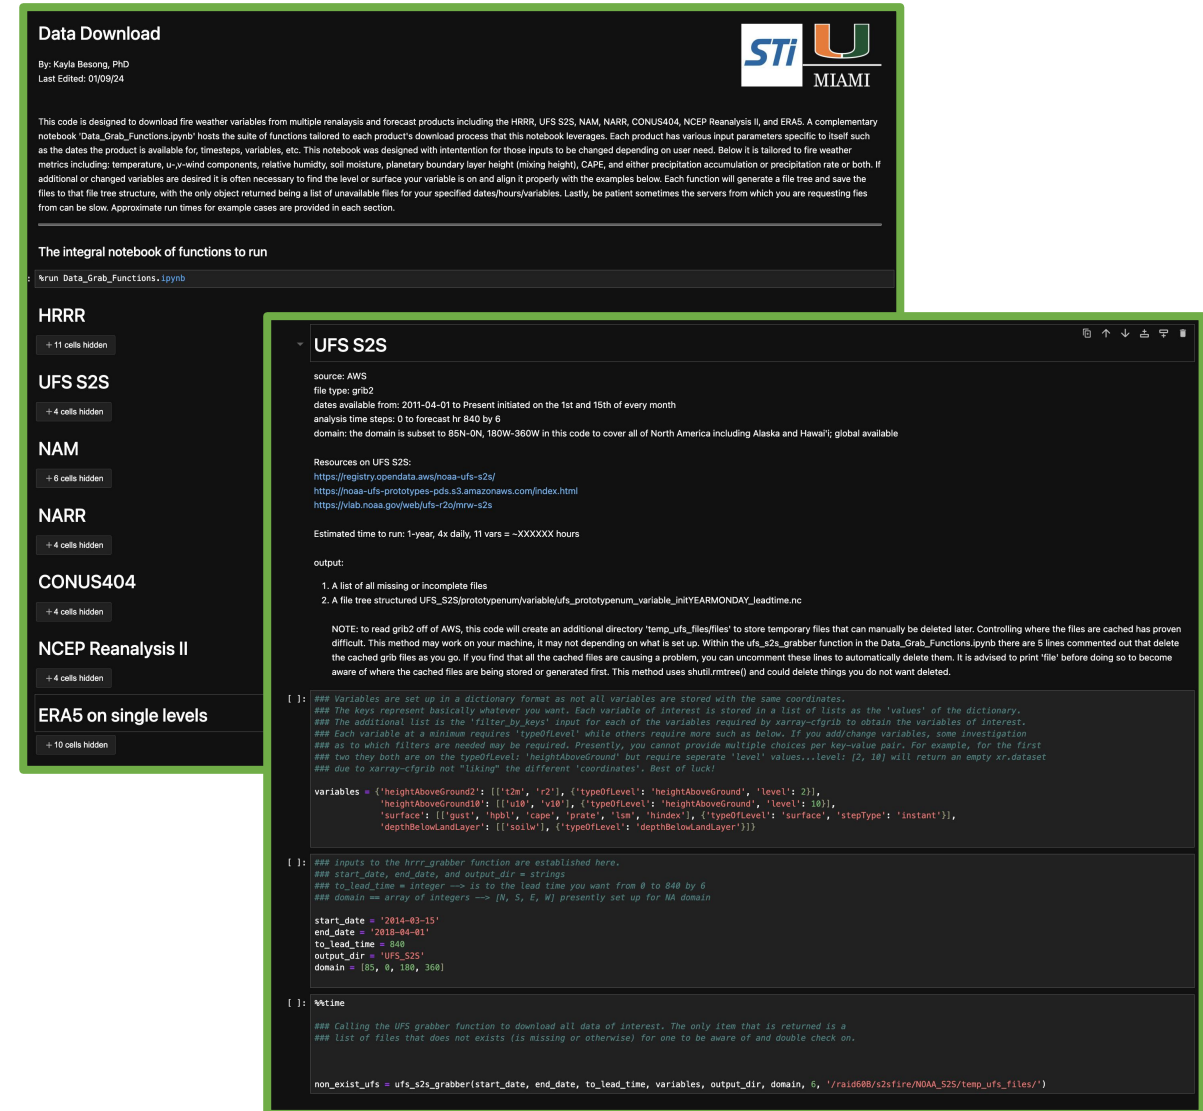 Data Download
STi
MIAMI
By: Kayla Besong, PhD
Last Edited: 01/09/24
This code is designed to download fire weather variables from multiple renalaysis and forecast products including the HRRR, UFS S2S, NAM, NARR, CONUS404, NCEP Reanalysis II, and ERA5. A complementary
notebook 'Data_Grab_Functions.ipynb' hosts the suite of functions tailored to each product's download process that this notebook leverages. Each product has various input parameters specific to itself such
as the dates the product is available for, timesteps, variables, etc. This notebook was designed with intentention for those inputs to be changed depending on user need. Below it is tailored to fire weather
metrics including: temperature, u-,v-wind components, relative humidity, soil moisture, planetary boundary layer height (mixing height), CAPE, and either precipitation accumulation or precipitation rate or both. If
additional or changed variables are desired it is often necessary to find the level or surface your variable is on and align it properly with the examples below. Each function will generate a file tree and save the
files to that file tree structure, with the only object returned being a list of unavailable files for your specified dates/hours/variables. Lastly, be patient sometimes the servers from which you are requesting fies
from can be slow. Approximate run times for example cases are provided in each section.
The integral notebook of functions to run
: %run Data_Grab_Functions.ipynb
HRRR
+ 11 cells hidden
UFS S2S
+ 4 cells hidden
NAM
+ 6 cells hidden
NARR
+ 4 cells hidden
CONUS404
+ 4 cells hidden
NCEP Reanalysis II
+ 4 cells hidden
ERA5 on single levels
+ 10 cells hidden
UFS S2S
source: AWS
file type: grib2
dates available from: 2011-04-01 to Present initiated on the 1st and 15th of every month
analysis time steps: 0 to forecast hr 840 by 6
domain: the domain is subset to 85N-0N, 180W-360W in this code to cover all of North America including Alaska and Hawai'i; global available
Resources on UFS S2S:
https://registry.opendata.aws/noaa-ufs-s2s/
https://noaa-ufs-prototypes-pds.s3.amazonaws.com/index.html
https://vlab.noaa.gov/web/ufs-r2o/mrw-s2s
Estimated time to run: 1-year, 4x daily, 11 vars = ~XXXXXX hours
output:
1. A list of all missing or incomplete files
2. A file tree structured UFS_S2S/prototypenum/variable/ufs_prototypenum_variable_initYEARMONDAY_leadtime.nc
NOTE: to read grib2 off of AWS, this code will create an additional directory 'temp_ufs_files/files' to store temporary files that can manually be deleted later. Controlling where the files are cached has proven
difficult. This method may work on your machine, it may not depending on what is set up. Within the ufs_s2s_grabber function in the Data_Grab_Functions.ipynb there are 5 lines commented out that delete
the cached grib files as you go. If you find that all the cached files are causing a problem, you can uncomment these lines to automatically delete them. It is advised to print 'file' before doing so to become
aware of where the cached files are being stored or generated first. This method uses shutil.rmtree() and could delete things you do not want deleted.
[ ]: ### Variables are set up in a dictionary format as not all variables are stored with the same coordinates.
### The keys represent basically whatever you want. Each variable of interest is stored in a list of lists as the 'values' of the dictionary.
### The additional list is the 'filter_by_keys' input for each of the variables required by xarray-cfgrib to obtain the variables of interest.
### Each variable at a minimum requires 'typeOfLevel' while others require more such as below. If you add/change variables, some investigation
### as to which filters are needed may be required. Presently, you cannot provide multiple choices per key-value pair. For example, for the first
### two they both are on the typeOfLevel: 'heightAboveGround' but require seperate 'level' values...level: [2, 10] will return an empty xr.dataset
### due to xarray-cfgrib not "liking" the different 'coordinates'. Best of luck!
variables = {'heightAboveGround2': [['t2m', 'r2'], {'typeOfLevel': 'heightAboveGround', 'level': 2}],
'heightAboveGround10': [['u10', 'v10'], {'typeOfLevel': 'heightAboveGround', 'level': 10}],
'surface': [['gust', 'hpbl', 'cape', 'prate', 'lsm', 'hindex'], {'typeOfLevel': 'surface', 'stepType': 'instant'}],
'depthBelowLandLayer': [['soilw'], {'typeOfLevel': 'depthBelowLandLayer'}]}
[ ]: ### inputs to the hrrr_grabber function are established here.
### start_date, end_date, and output_dir = strings
### to_lead_time = integer ––> is to the lead time you want from 0 to 840 by 6
### domain == array of integers ––> [N, S, E, W] presently set up for NA domain
start_date = '2014-03-15'
end_date = '2018-04-01'
to_lead_time = 840
output_dir = 'UFS_S2S'
domain = [85, 0, 180, 360]
[ ]: %%time
### Calling the UFS grabber function to download all data of interest. The only item that is returned is a
### list of files that does not exists (is missing or otherwise) for one to be aware of and double check on.
non_exist_ufs = ufs_s2s_grabber(start_date, end_date, to_lead_time, variables, output_dir, domain, 6, '/raid60B/s2sfire/NOAA_S2S/temp_ufs_files/')